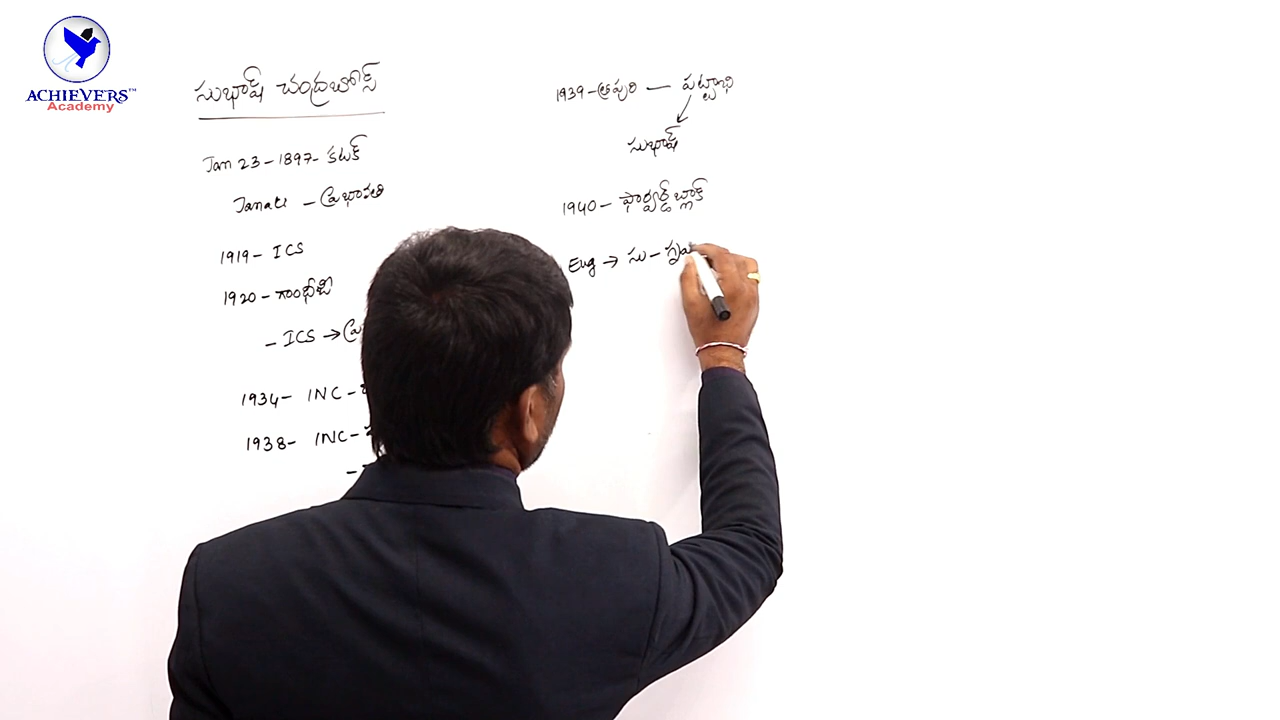 ACHIEVERS™
Academy
సుభాష్ చంద్రబోస్
Jan 23 - 1897 - కటక్
Janaki - ప్రభావతి
1919 - ICS
1920 - గాంధీజీ
- ICS → ప్ర
1934 - INC -
1938 - INC -
-
1939 - త్రిపురి — పట్టాభి
సుభాష్
1940 - ఫార్వర్డ్ బ్లాక్
Eng → సు -